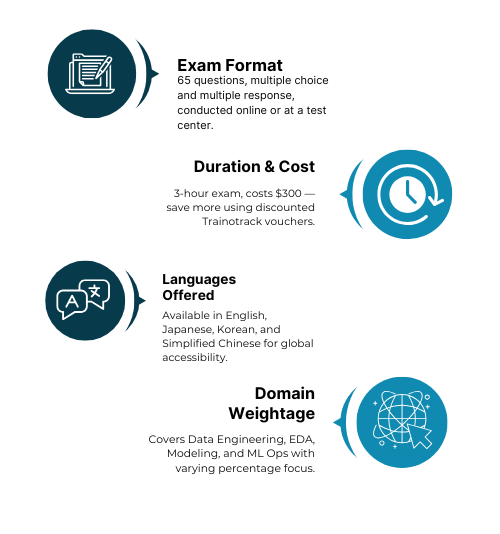 Exam Format
65 questions, multiple choice
and multiple response,
conducted online or at a test
center.
Duration & Cost
3-hour exam, costs $300 —
save more using discounted
Trainotrack vouchers.
A 文
Languages
Offered
Available in English,
Japanese, Korean, and
Simplified Chinese for global
accessibility.
Domain
Weightage
Covers Data Engineering, EDA,
Modeling, and ML Ops with
varying percentage focus.